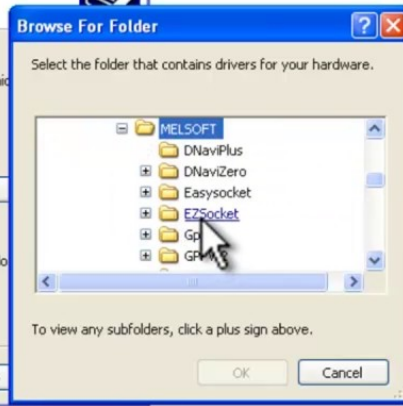 Browse For Folder
Select the folder that contains drivers for your hardware.
MELSOFT
DNaviPlus
DNaviZero
Easysocket
EZSocket
To view any subfolders, click a plus sign above.
OK
Cancel